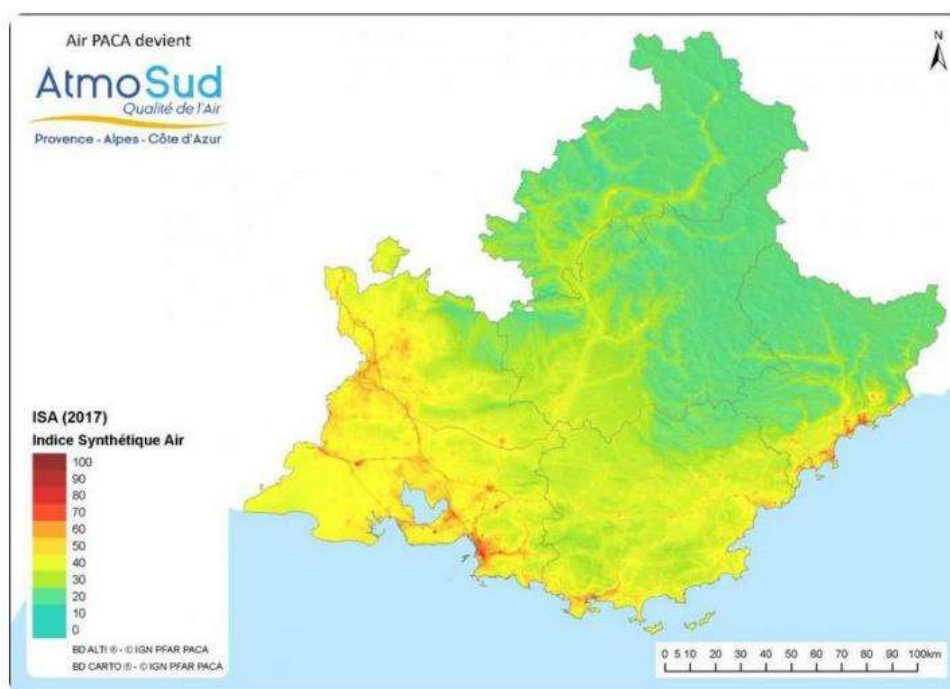 Air PACA devient
AtmoSud
Qualité de l'Air
Provence - Alpes - Côte d'Azur
N
ISA (2017)
Indice Synthétique Air
100
90
80
70
60
50
40
30
20
10
0
BD ALTI ® - © IGN PFAR PACA
BD CARTO ® - © IGN PFAR PACA
0 5 10 20 30 40 50 60 70 80 90 100km